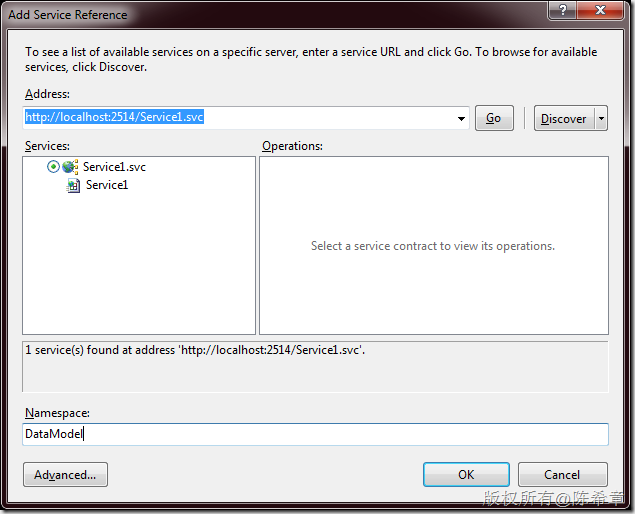 Add Service Reference
To see a list of available services on a specific server, enter a service URL and click Go. To browse for available
services, click Discover.
Address:
http://localhost:2514/Service1.svc
Go
Discover
Services:
Operations:
Service1.svc
Service1
Select a service contract to view its operations.
1 service(s) found at address 'http://localhost:2514/Service1.svc'.
Namespace:
DataModel
Advanced...
OK
Cancel
版权所有@陈希章